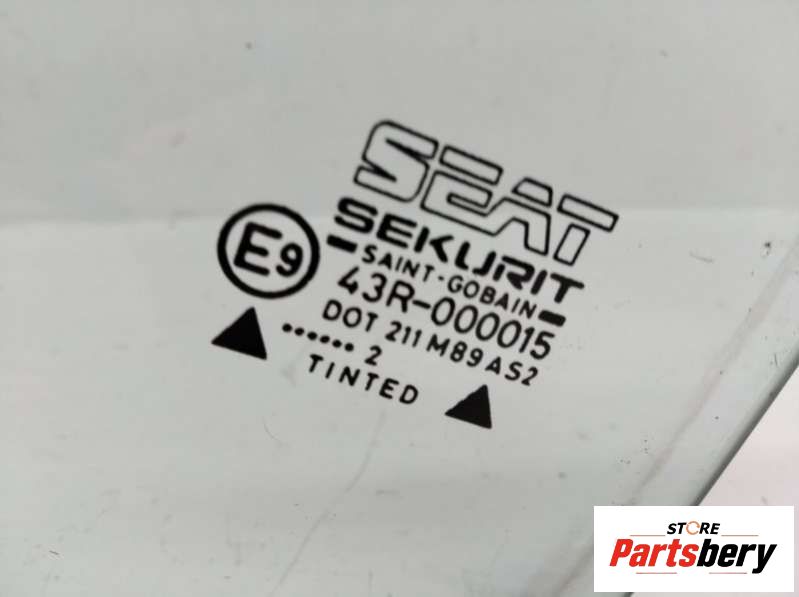 SEAT
SEKURIT
SAINT-GOBAIN
E9
43R-000015
DOT 211 M89 AS2
...... 2
TINTED
STORE
Partsbery